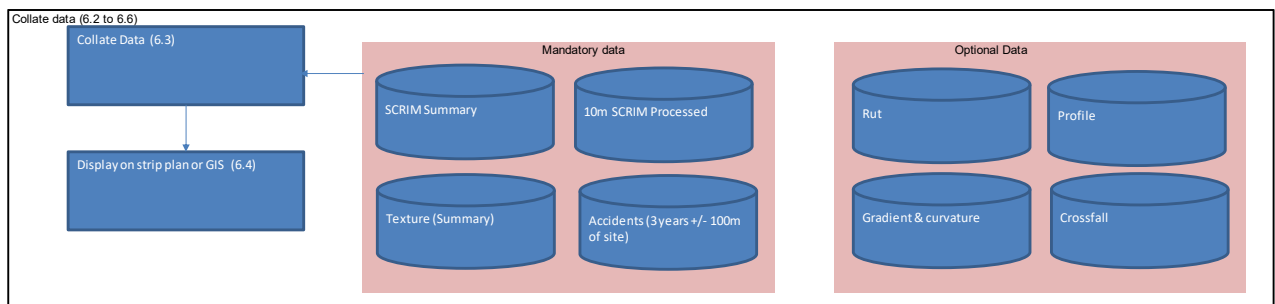 Collate data (6.2 to 6.6)
Collate Data (6.3)
Display on strip plan or GIS (6.4)
Mandatory data
SCRIM Summary
10m SCRIM Processed
Texture (Summary)
Accidents (3 years +/- 100m
of site)
Optional Data
Rut
Profile
Gradient & curvature
Crossfall